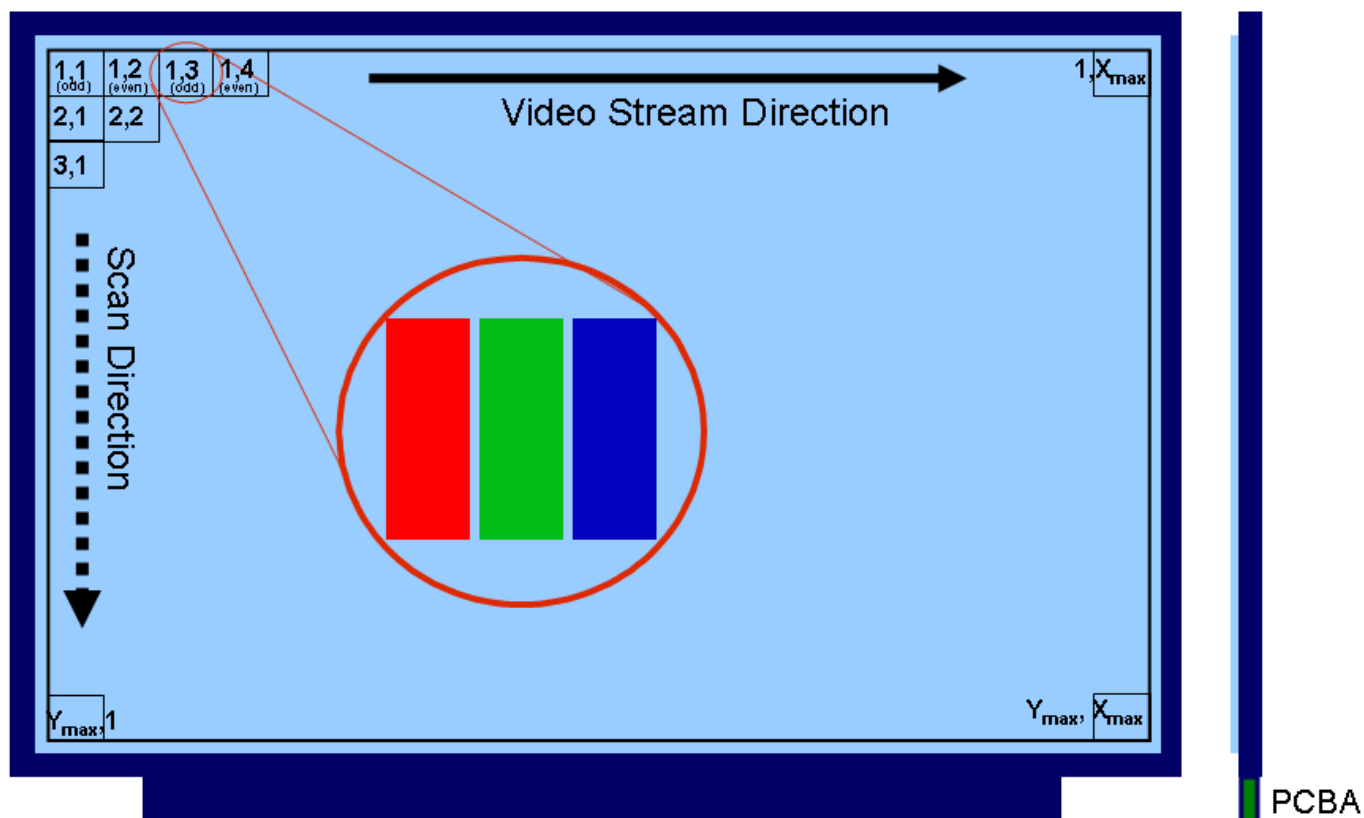 1,1 1,2 1,3 1,4 1,Xmax
(odd) (even) (odd) (even)
Video Stream Direction
2,1 2,2
3,1
Scan Direction
Ymax,1 Ymax, Xmax
PCBA